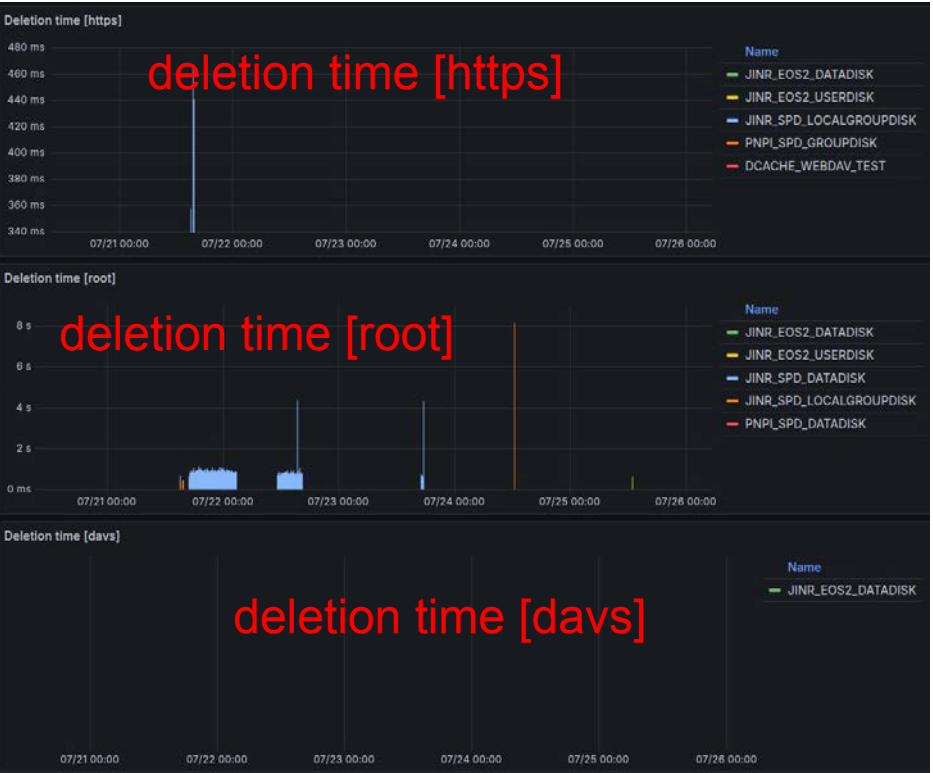 Deletion time [https]
deletion time [https]
480 ms
460 ms
440 ms
420 ms
400 ms
380 ms
360 ms
340 ms
07/21 00:00 07/22 00:00 07/23 00:00 07/24 00:00 07/25 00:00 07/26 00:00
Name
JINR_EOS2_DATADISK
JINR_EOS2_USERDISK
JINR_SPD_LOCALGROUPDISK
PNPI_SPD_GROUPDISK
DCACHE_WEBDAV_TEST
Deletion time [root]
deletion time [root]
8 s
6 s
4 s
2 s
0 ms
07/21 00:00 07/22 00:00 07/23 00:00 07/24 00:00 07/25 00:00 07/26 00:00
Name
JINR_EOS2_DATADISK
JINR_EOS2_USERDISK
JINR_SPD_DATADISK
JINR_SPD_LOCALGROUPDISK
PNPI_SPD_DATADISK
Deletion time [davs]
deletion time [davs]
07/21 00:00 07/22 00:00 07/23 00:00 07/24 00:00 07/25 00:00 07/26 00:00
Name
JINR_EOS2_DATADISK